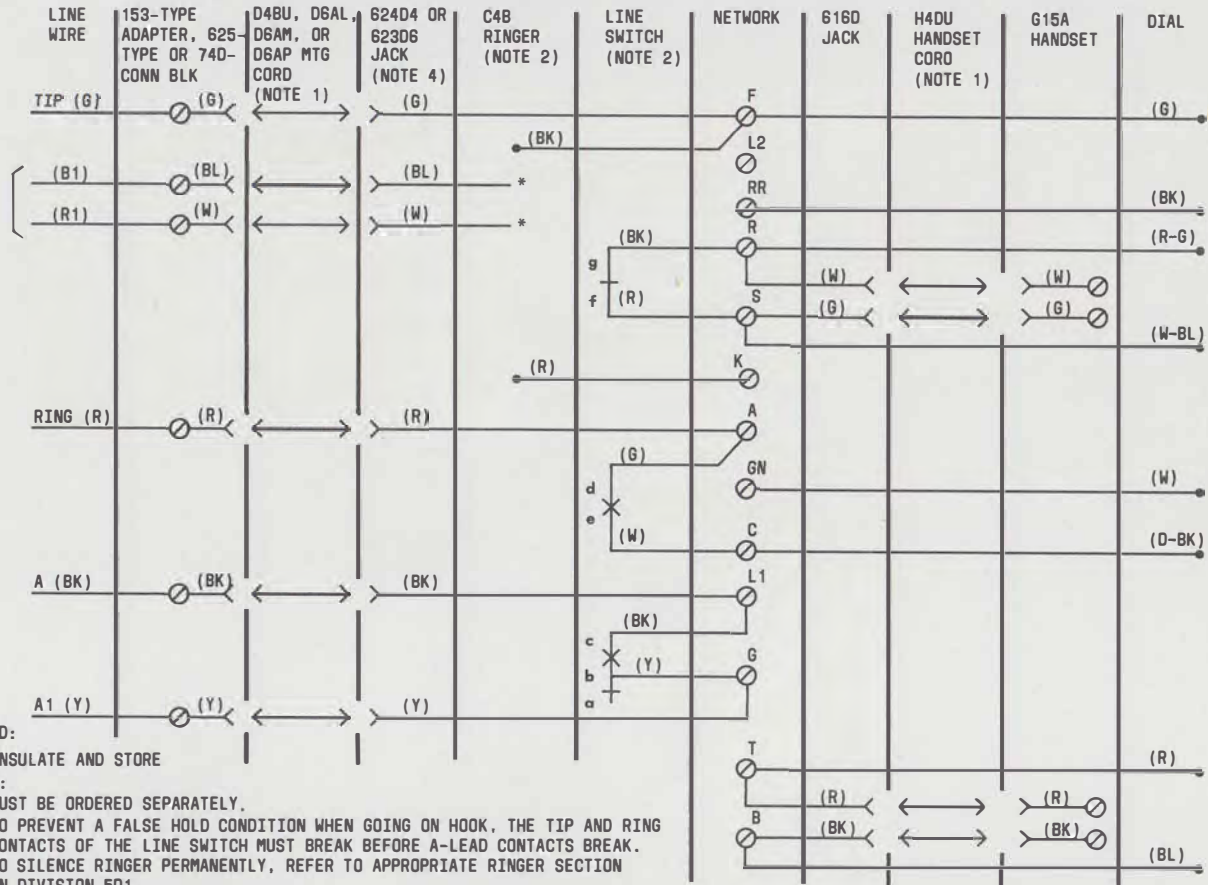 LINE WIRE
153-TYPE ADAPTER, 625- TYPE OR 74D- CONN BLK
D4BU, D6AL, D6AM, OR D6AP MTG CORD (NOTE 1)
624D4 OR 623D6 JACK (NOTE 4)
C4B RINGER (NOTE 2)
LINE SWITCH (NOTE 2)
NETWORK
616D JACK
H4DU HANDSET CORO (NOTE 1)
G15A HANDSET
DIAL
TIP (G) (G) (G) F (G)
(BK) L2
(B1) (BL) (BL) *
RR (BK)
(R1) (W) (W) *
(BK) R (R-G)
g (W) (W)
f (R) S (G) (G)
(W-BL)
(R) K
RING (R) (R) (R) A
(G) GN (W)
d
e (W) C (D-BK)
A (BK) (BK) (BK) L1
(BK)
c
b (Y) G
a
A1 (Y) (Y) (Y)
D:
NSULATE AND STORE
T (R)
:
UST BE ORDERED SEPARATELY.
(R) (R)
O PREVENT A FALSE HOLD CONDITION WHEN GOING ON HOOK, THE TIP AND RING
B (BK) (BK)
ONTACTS OF THE LINE SWITCH MUST BREAK BEFORE A-LEAD CONTACTS BREAK.
(BL)
O SILENCE RINGER PERMANENTLY, REFER TO APPROPRIATE RINGER SECTION